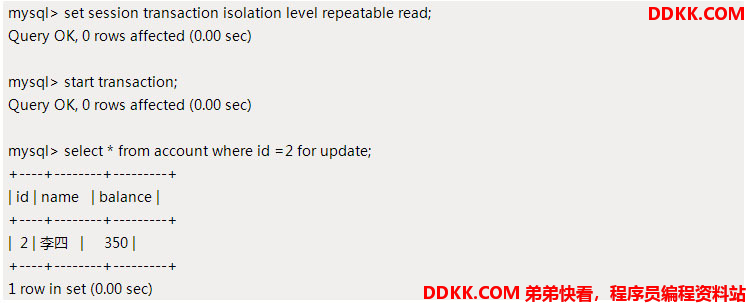 mysql> set session transaction isolation level repeatable read;
DDKK.COM
Query OK, 0 rows affected (0.00 sec)
mysql> start transaction;
Query OK, 0 rows affected (0.00 sec)
mysql> select * from account where id =2 for update;
+----+--------+---------+
| id | name | balance |
+----+--------+---------+
| 2 | 李四 | 350 |
+----+--------+---------+
1 row in set (0.00 sec)
DDKK.COM 弟弟快看，程序员编程资料站